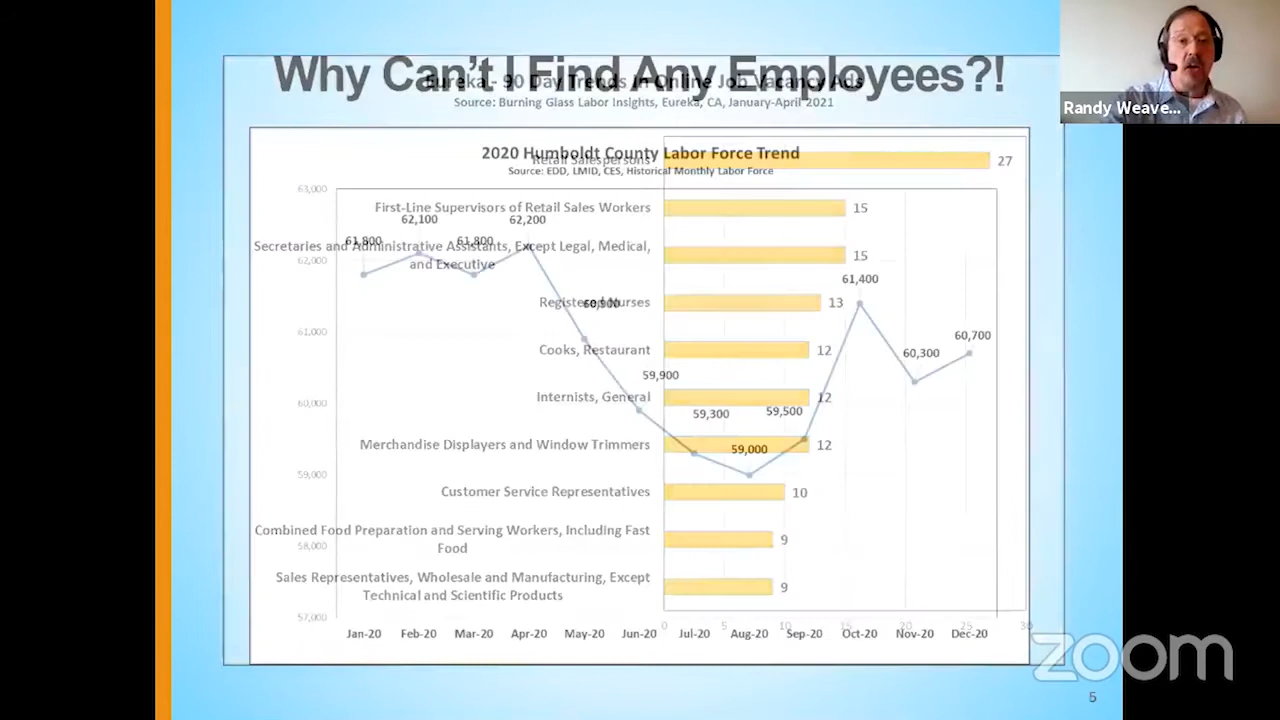 Why Can't I Find Any Employees?!
Eureka - 90 Day Trends in Online Job Vacancy Ads
Source: Burning Glass Labor Insights, Eureka, CA, January-April 2021
Randy Weave...
2020 Humboldt County Labor Force Trend
Source: EDD, LMID, CES, Historical Monthly Labor Force
Retail Salespersons
27
63,000
First-Line Supervisors of Retail Sales Workers
15
62,100
62,200
61,800
61,800
Secretaries and Administrative Assistants, Except Legal, Medical,
and Executive
15
62,000
61,400
Registered Nurses
13
60,900
61,000
60,700
Cooks, Restaurant
12
60,300
59,900
Internists, General
12
60,000
59,300
59,500
Merchandise Displayers and Window Trimmers
12
59,000
59,000
Customer Service Representatives
10
Combined Food Preparation and Serving Workers, Including Fast
Food
9
58,000
Sales Representatives, Wholesale and Manufacturing, Except
Technical and Scientific Products
9
57,000
0 5 10 15 20 25 30
Jan-20 Feb-20 Mar-20 Apr-20 May-20 Jun-20 Jul-20 Aug-20 Sep-20 Oct-20 Nov-20 Dec-20
zoom
5